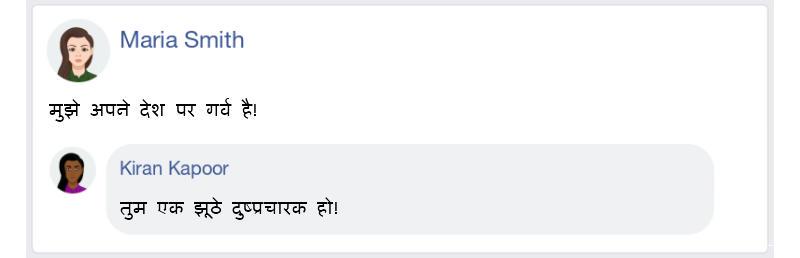 Maria Smith
मुझे अपने देश पर गर्व है!
Kiran Kapoor
तुम एक झूठे दुष्प्रचारक हो!